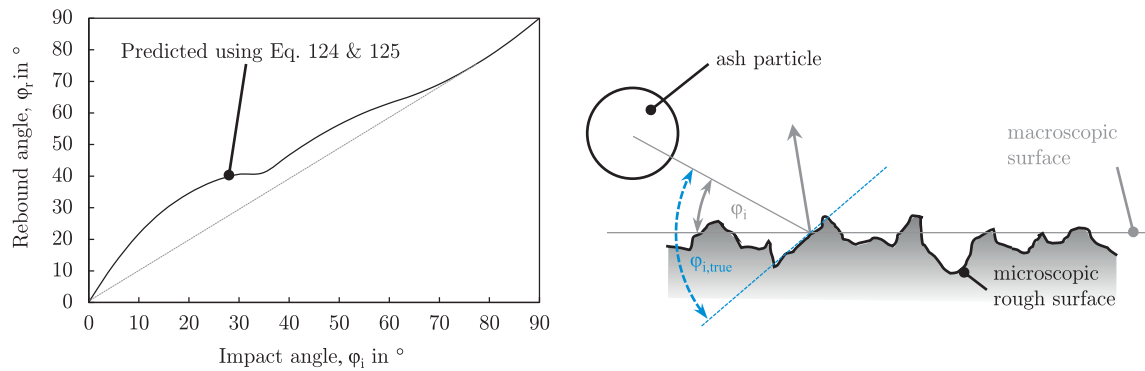 90
80
70
60
50
40
30
20
10
0
Rebound angle, φr in °
Predicted using Eq. 124 & 125
0 10 20 30 40 50 60 70 80 90
Impact angle, φi in °
ash particle
macroscopic
surface
φi
φi,true
microscopic
rough surface